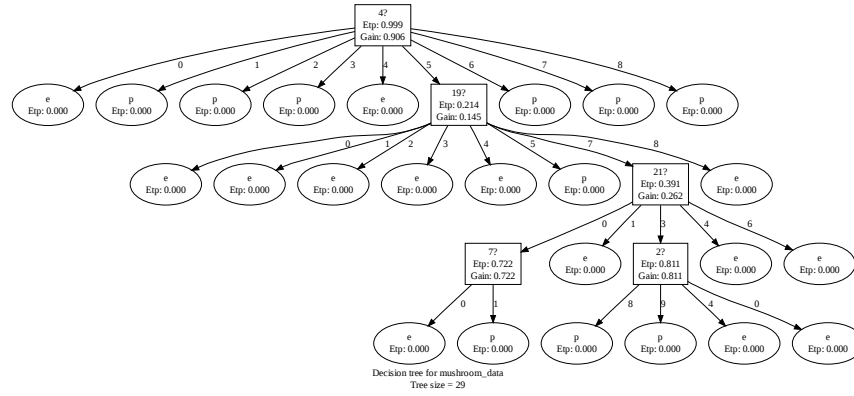 4?
Etp: 0.999
Gain: 0.906
0
1
2
3
4
5
6
7
8
e
Etp: 0.000
p
Etp: 0.000
p
Etp: 0.000
p
Etp: 0.000
e
Etp: 0.000
19?
Etp: 0.214
Gain: 0.145
p
Etp: 0.000
p
Etp: 0.000
p
Etp: 0.000
0
1
2
3
4
5
7
8
e
Etp: 0.000
e
Etp: 0.000
e
Etp: 0.000
e
Etp: 0.000
e
Etp: 0.000
p
Etp: 0.000
21?
Etp: 0.391
Gain: 0.262
e
Etp: 0.000
0
1
3
4
6
7?
Etp: 0.722
Gain: 0.722
e
Etp: 0.000
2?
Etp: 0.811
Gain: 0.811
e
Etp: 0.000
e
Etp: 0.000
0
1
8
9
4
0
e
Etp: 0.000
p
Etp: 0.000
p
Etp: 0.000
p
Etp: 0.000
e
Etp: 0.000
e
Etp: 0.000
Decision tree for mushroom_data
Tree size = 29